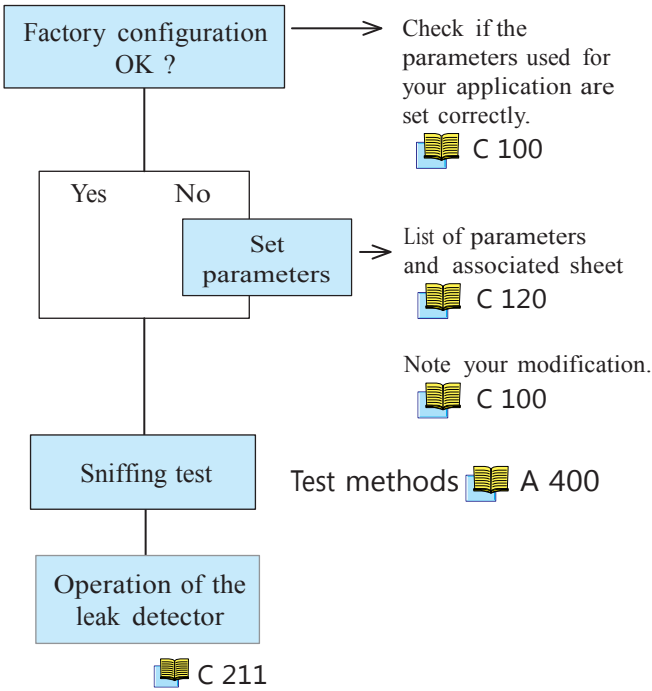 Factory configuration
OK ?
Check if the
parameters used for
your application are
set correctly.
C 100
Yes No
Set
parameters
List of parameters
and associated sheet
C 120
Note your modification.
C 100
Sniffing test
Test methods A 400
Operation of the
leak detector
C 211